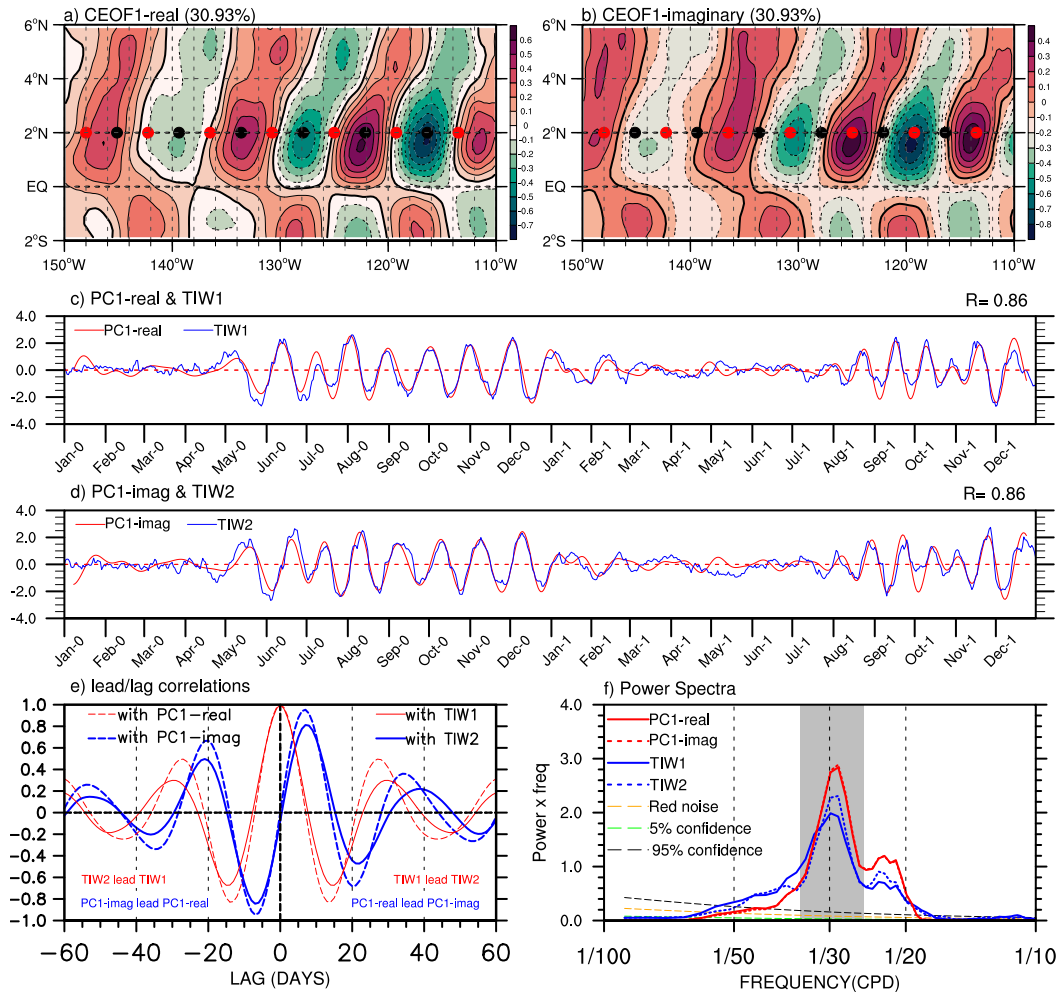 a) CEOF1-real (30.93%)
b) CEOF1-imaginary (30.93%)
6°N
4°N
2°N
EQ
2°S
150°W 140°W 130°W 120°W 110°W
0.6
0.5
0.4
0.3
0.2
0.1
0
-0.1
-0.2
-0.3
-0.4
-0.5
-0.6
-0.7
6°N
4°N
2°N
EQ
2°S
150°W 140°W 130°W 120°W 110°W
0.4
0.3
0.2
0.1
0
-0.1
-0.2
-0.3
-0.4
-0.5
-0.6
-0.7
-0.8
c) PC1-real & TIW1
R= 0.86
PC1-real TIW1
4.0
2.0
0.0
-2.0
-4.0
Jan-0 Feb-0 Mar-0 Apr-0 May-0 Jun-0 Jul-0 Aug-0 Sep-0 Oct-0 Nov-0 Dec-0 Jan-1 Feb-1 Mar-1 Apr-1 May-1 Jun-1 Jul-1 Aug-1 Sep-1 Oct-1 Nov-1 Dec-1
d) PC1-imag & TIW2
R= 0.86
PC1-imag TIW2
4.0
2.0
0.0
-2.0
-4.0
Jan-0 Feb-0 Mar-0 Apr-0 May-0 Jun-0 Jul-0 Aug-0 Sep-0 Oct-0 Nov-0 Dec-0 Jan-1 Feb-1 Mar-1 Apr-1 May-1 Jun-1 Jul-1 Aug-1 Sep-1 Oct-1 Nov-1 Dec-1
e) lead/lag correlations
with PC1-real
with PC1-imag
with TIW1
with TIW2
1.0
0.8
0.6
0.4
0.2
0
-0.2
-0.4
-0.6
-0.8
-1.0
TIW2 lead TIW1
PC1-imag lead PC1-real
TIW1 lead TIW2
PC1-real lead PC1-imag
-60 -40 -20 0 20 40 60
LAG (DAYS)
f) Power Spectra
PC1-real
PC1-imag
TIW1
TIW2
Red noise
5% confidence
95% confidence
Power x freq
4.0
3.0
2.0
1.0
0.0
1/100 1/50 1/30 1/20 1/10
FREQUENCY(CPD)